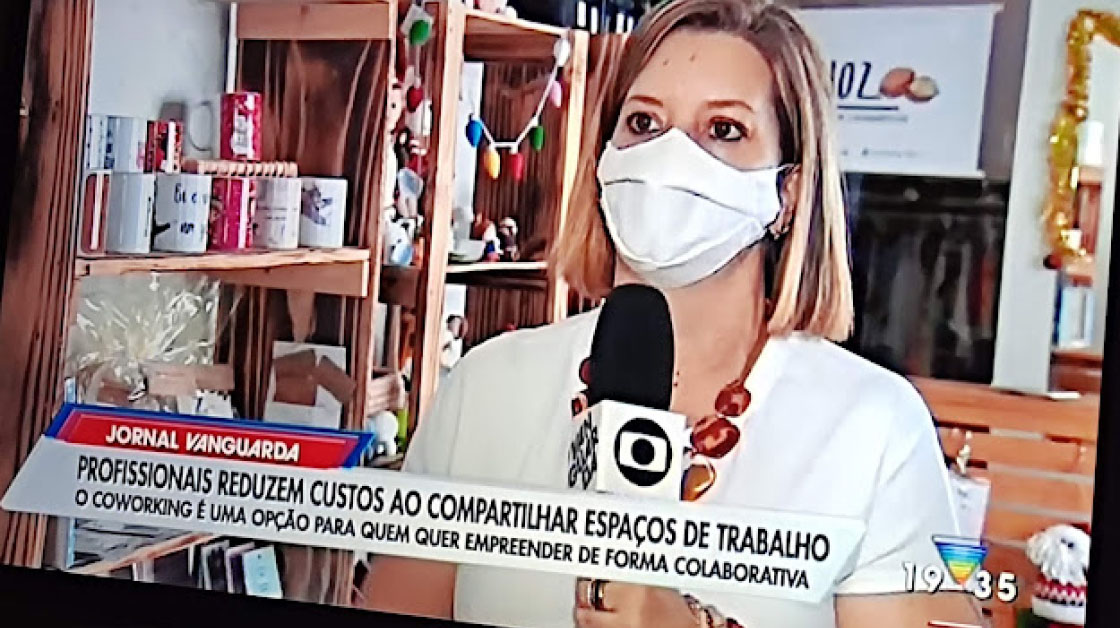 OZ
JORNAL VANGUARDA
PROFISSIONAIS REDUZEM CUSTOS AO COMPARTILHAR ESPAÇOS DE TRABALHO
O COWORKING É UMA OPÇÃO PARA QUEM QUER EMPREENDER DE FORMA COLABORATIVA
19 35